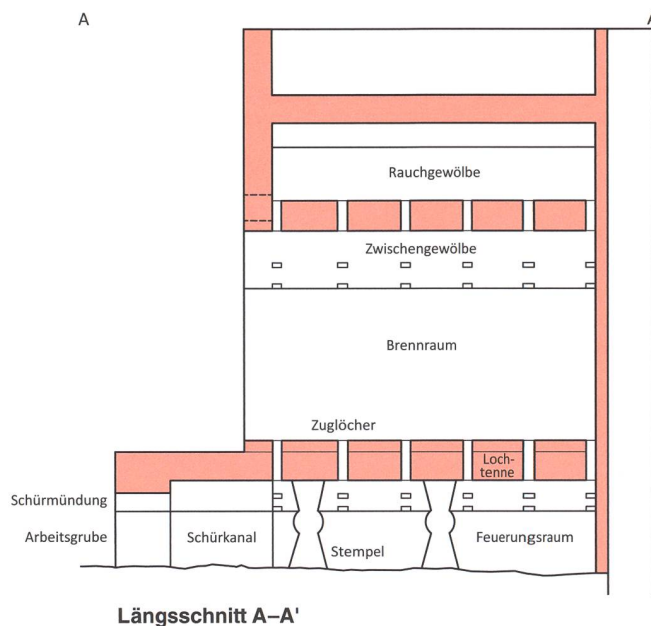 A
A
Rauchgewölbe
Zwischengewölbe
Brennraum
Zuglöcher
Loch-
tenne
Schürmündung
Arbeitsgrube
Schürkanal
Stempel
Feuerungsraum
Längsschnitt A–A'